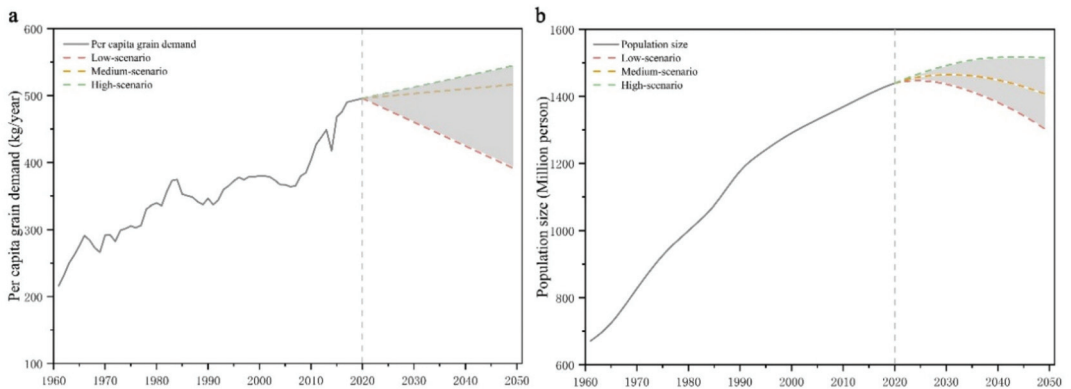 a
600
500
400
300
200
100
Per capita grain demand (kg/year)
Per capita grain demand
Low-scenario
Medium-scenario
High-scenario
1960 1970 1980 1990 2000 2010 2020 2030 2040 2050
b
1600
1400
1200
1000
800
600
Population size (Million person)
Population size
Low-scenario
Medium-scenario
High-scenario
1960 1970 1980 1990 2000 2010 2020 2030 2040 2050